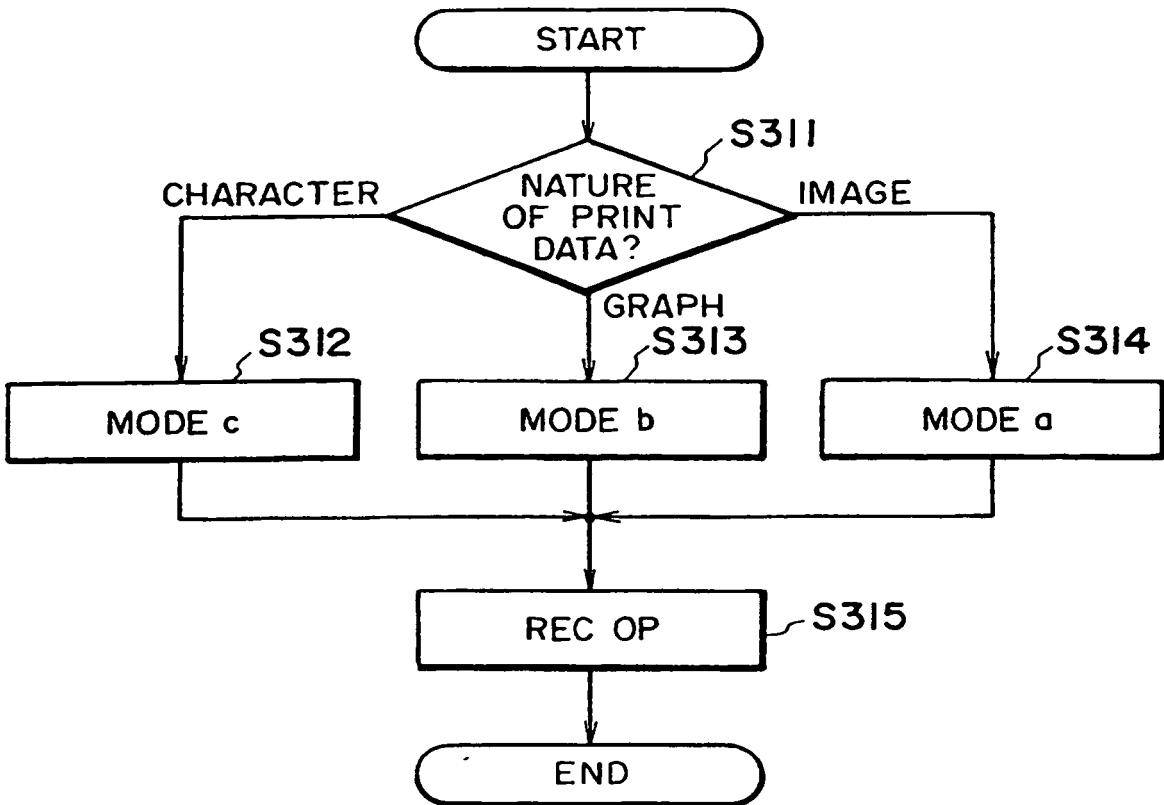 START
S311
CHARACTER
NATURE
OF PRINT
DATA?
IMAGE
GRAPH
S312
S313
S314
MODE c
MODE b
MODE a
REC OP
S315
END